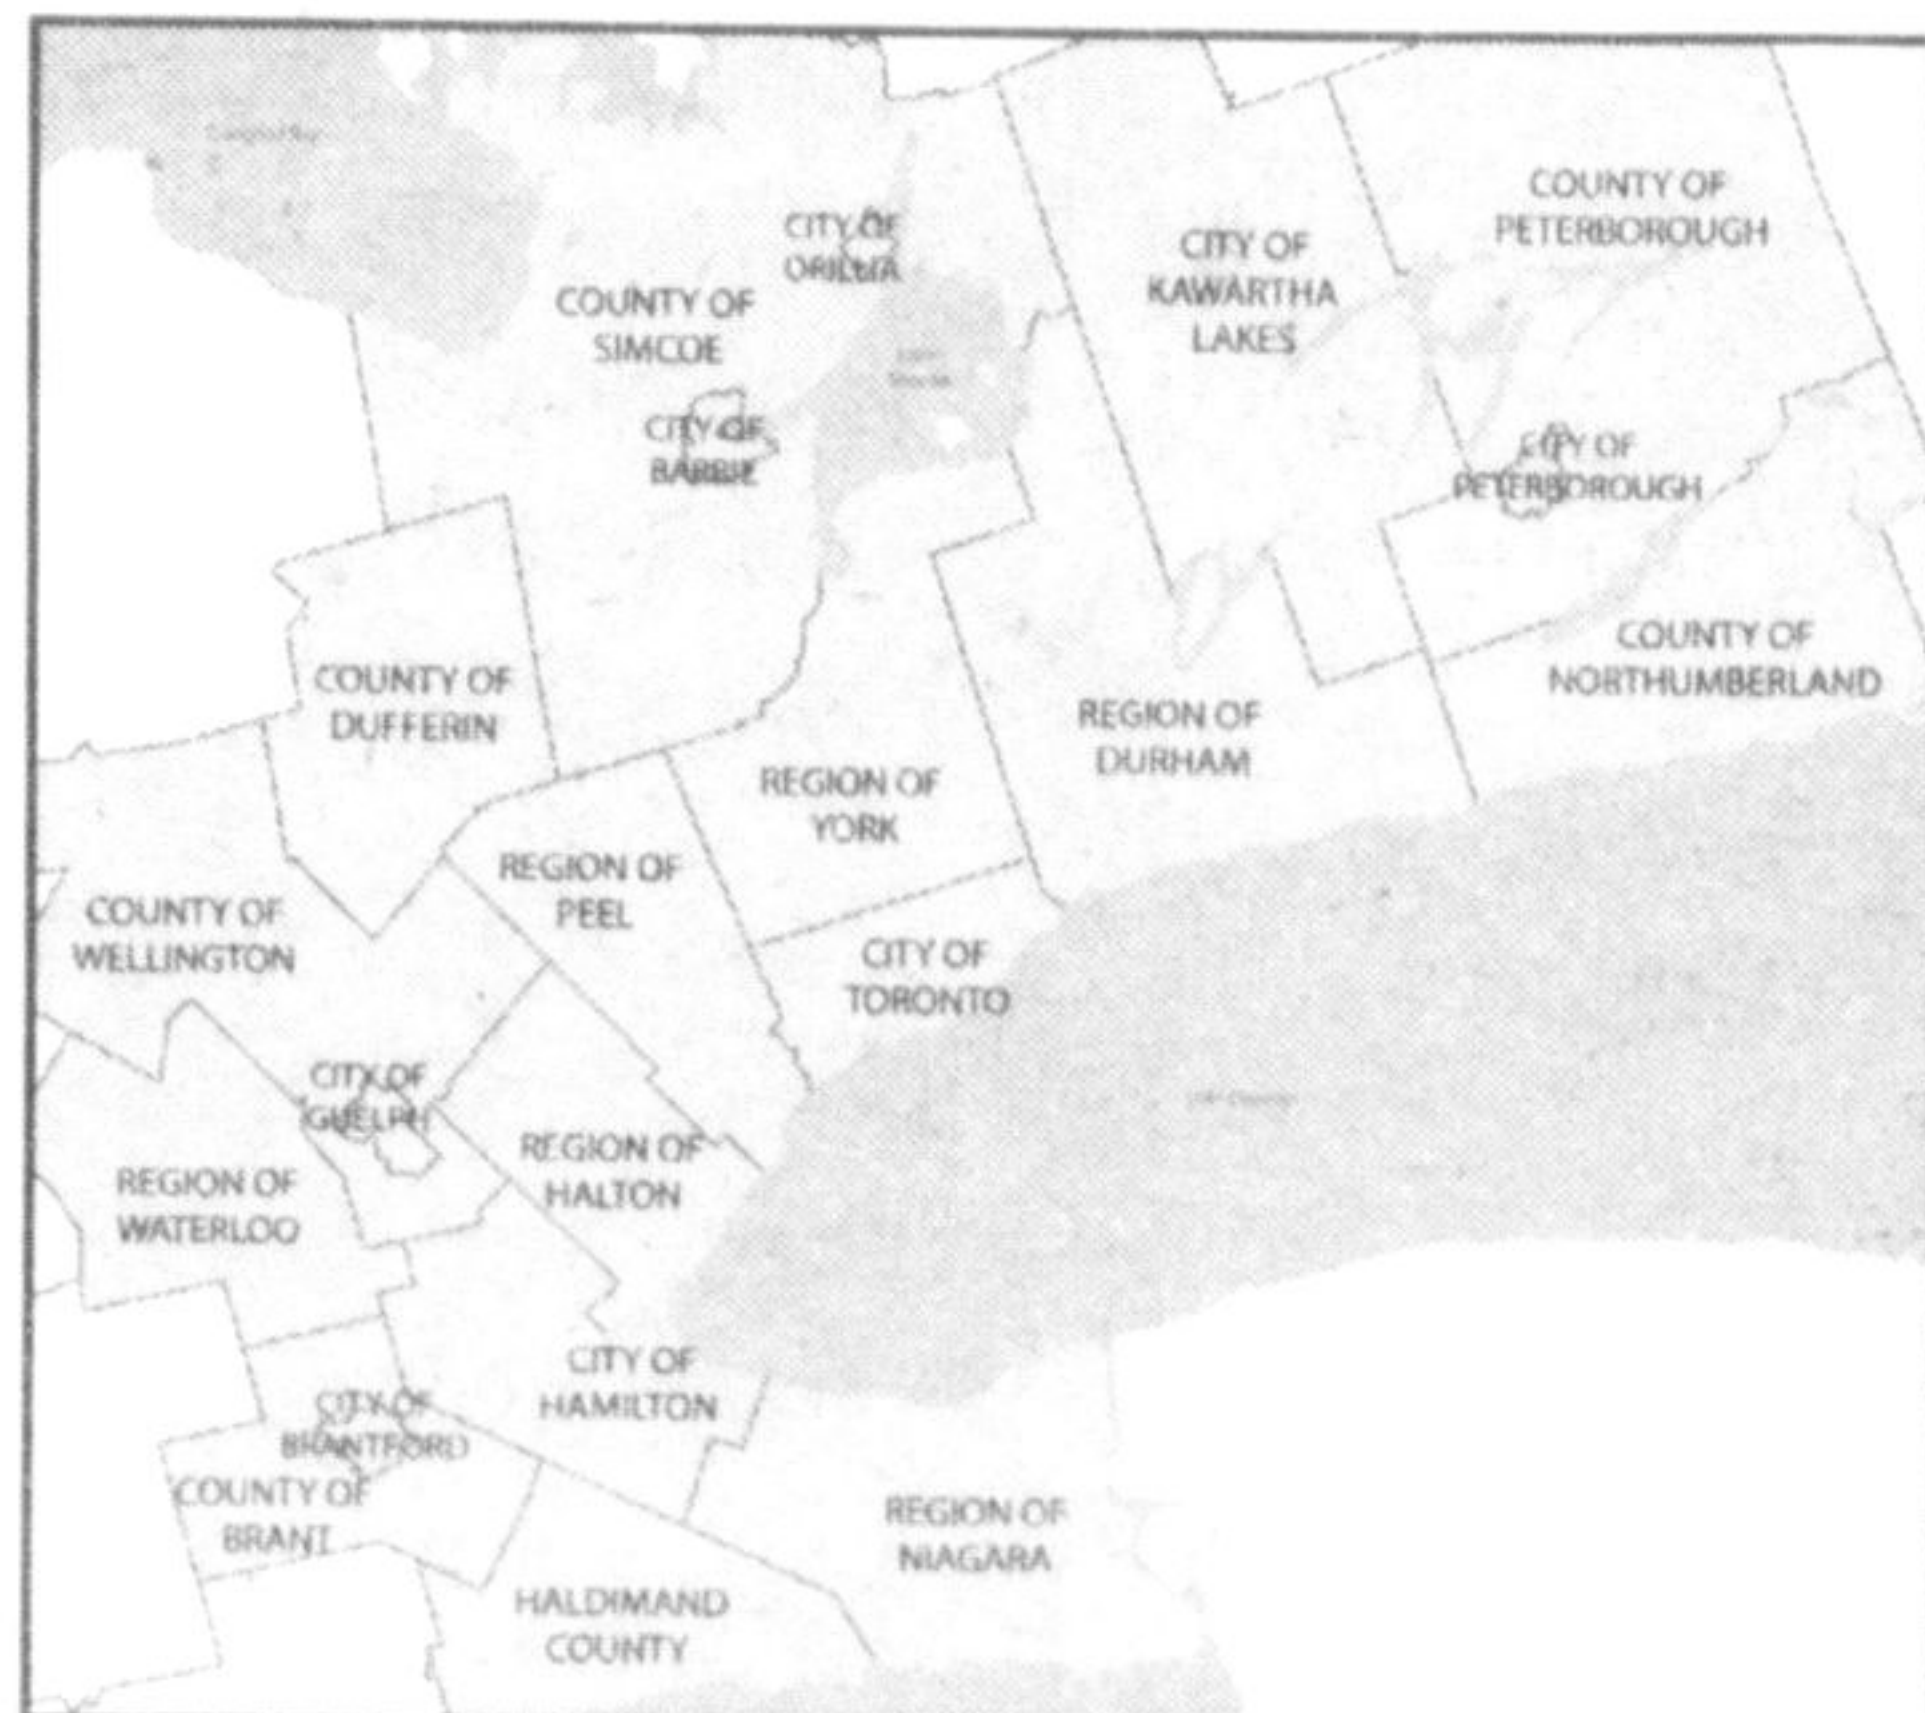 CITY OF
ORILLIA
COUNTY OF
PETERBOROUGH
CITY OF
KAWARTHA
LAKES
COUNTY OF
SIMCOE
CITY OF
BARRIE
CITY OF
PETERBOROUGH
COUNTY OF
NORTHUMBERLAND
COUNTY OF
DUFFERIN
REGION OF
DURHAM
REGION OF
YORK
REGION OF
PEEL
COUNTY OF
WELLINGTON
CITY OF
TORONTO
CITY OF
GUELPH
REGION OF
HALTON
REGION OF
WATERLOO
CITY OF
HAMILTON
CITY OF
BRANTFORD
COUNTY OF
BRANT
REGION OF
NIAGARA
HALDIMAND
COUNTY